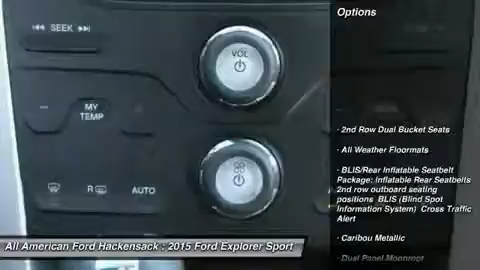 Options
SEEK
VOL
MY
TEMP
R
AUTO
· 2nd Row Dual Bucket Seats
· All Weather Floormats
· BLIS/Rear Inflatable Seatbelt
Package: Inflatable Rear Seatbelts
2nd row outboard seating
positions BLIS (Blind Spot
Information System) Cross Traffic
Alert
· Caribou Metallic
· Dual Panel Moonroof
All American Ford Hackensack : 2015 Ford Explorer Sport